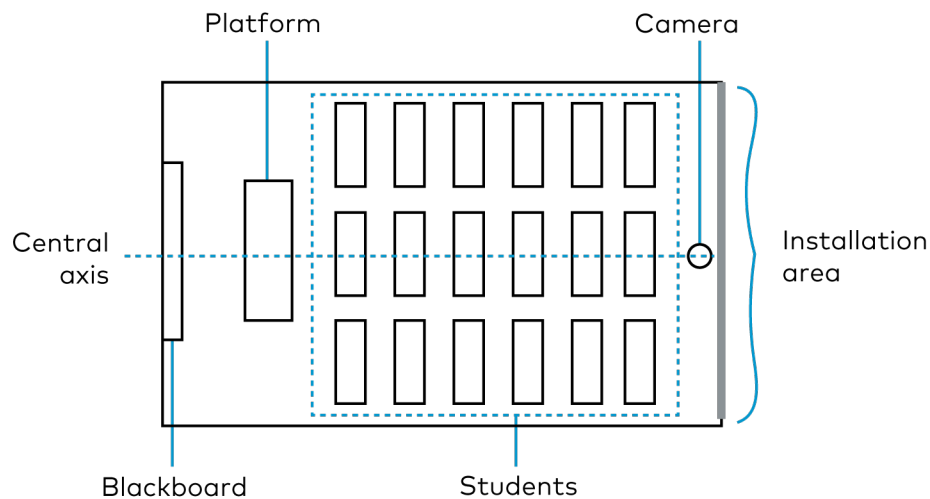 Platform
Camera
Central
axis
Installation
area
Blackboard
Students